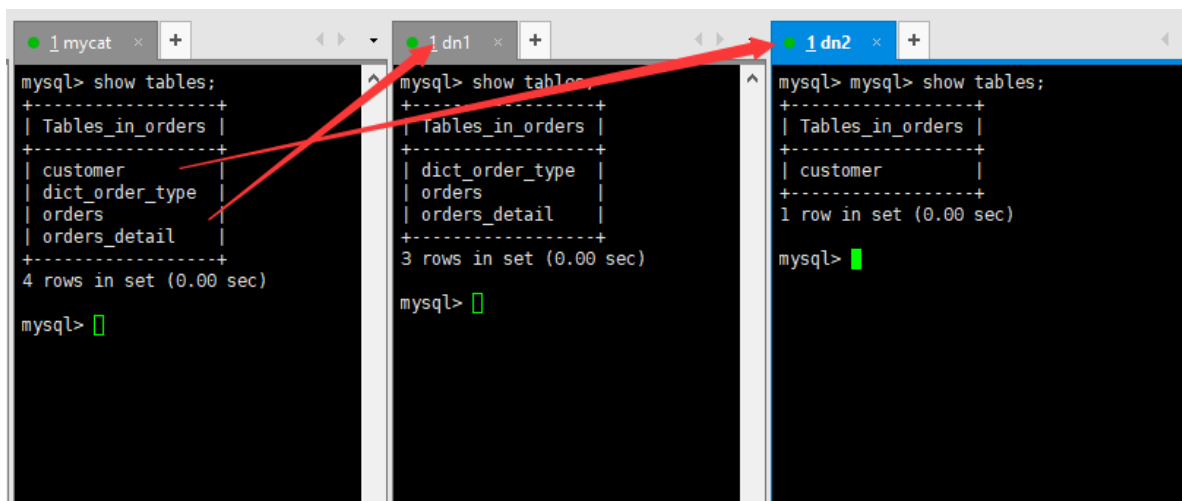 1 mycat × +
mysql> show tables;
+------------------+
| Tables_in_orders |
+------------------+
| customer         |
| dict_order_type  |
| orders           |
| orders_detail    |
+------------------+
4 rows in set (0.00 sec)
mysql>
1 dn1 × +
mysql> show tables;
+------------------+
| Tables_in_orders |
+------------------+
| dict_order_type  |
| orders           |
| orders_detail    |
+------------------+
3 rows in set (0.00 sec)
mysql>
1 dn2 × +
mysql> mysql> show tables;
+------------------+
| Tables_in_orders |
+------------------+
| customer         |
+------------------+
1 row in set (0.00 sec)
mysql>